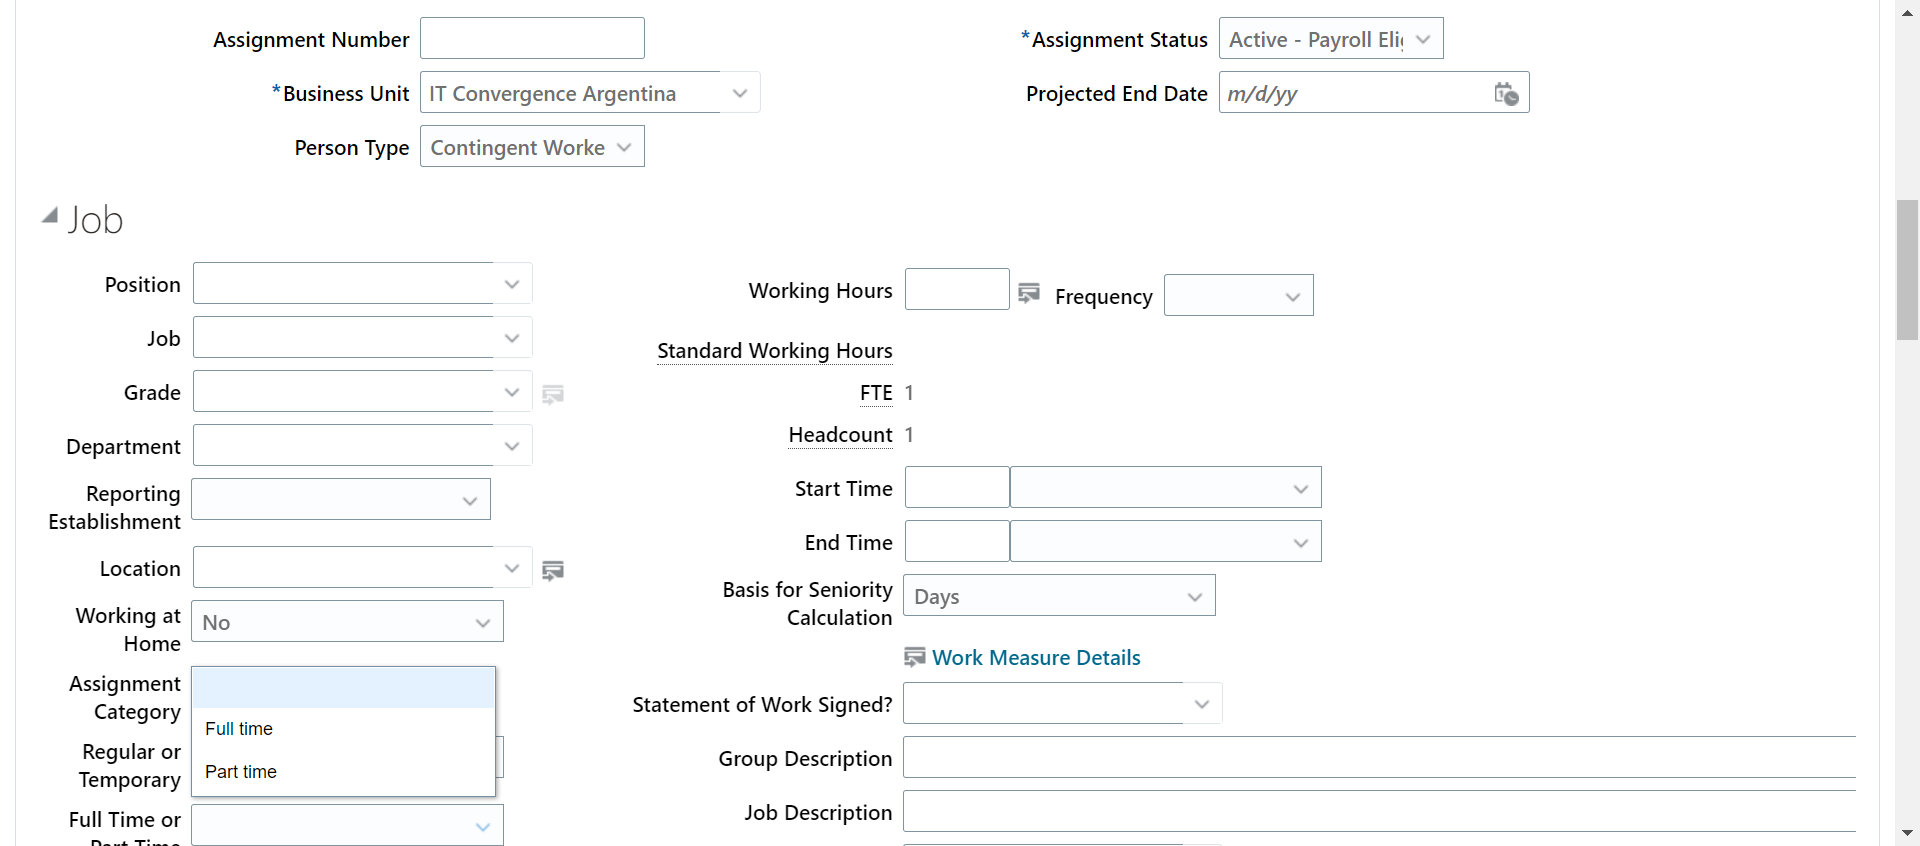 Assignment Number
*Assignment Status Active - Payroll Eli
*Business Unit IT Convergence Argentina
Projected End Date m/d/yy
Person Type Contingent Worke
Job
Position
Working Hours
Frequency
Job
Standard Working Hours
Grade
FTE 1
Department
Headcount 1
Reporting
Establishment
Start Time
End Time
Location
Basis for Seniority
Calculation
Days
Working at
Home
No
Work Measure Details
Assignment
Category
Statement of Work Signed?
Full time
Part time
Regular or
Temporary
Group Description
Full Time or
Part Time
Job Description